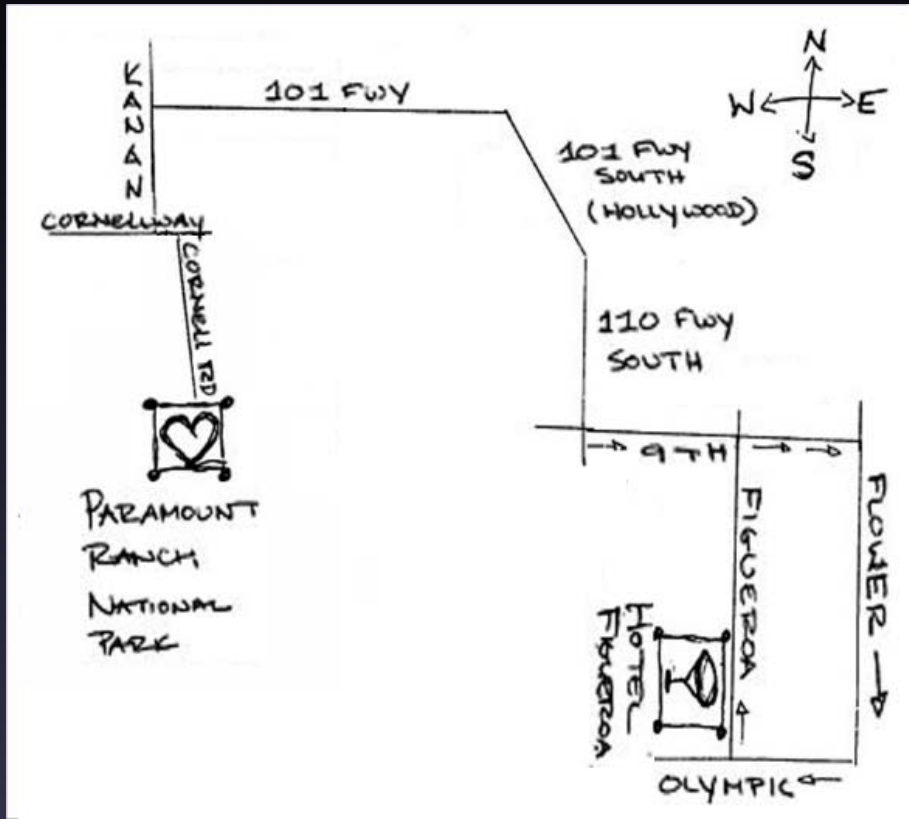 KANAN
101 FWY
N
W E
S
101 FWY
SOUTH
(HOLLYWOOD)
CORNELLWAY
CORNELL RD
110 FWY
SOUTH
9TH
FIGUEROA
FLOWER
PARAMOUNT
RANCH
NATIONAL
PARK
HOTEL
FIGUEROA
OLYMPIC